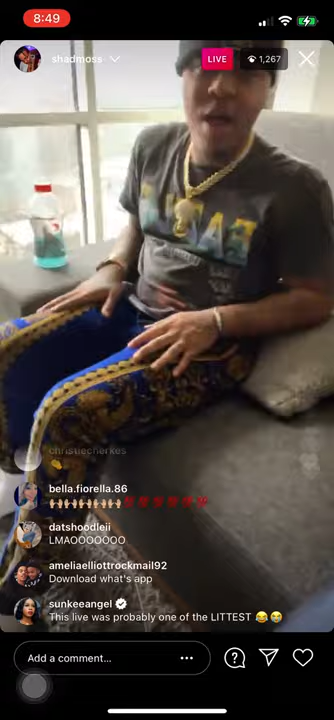 8:49
shadmoss
LIVE
1,267
christiecherkes
bella.fiorella.86
datshoodleii
LMAOOOOOOO
ameliaelliottrockmail92
Download what's app
sunkeeangel
This live was probably one of the LITTEST
Add a comment...